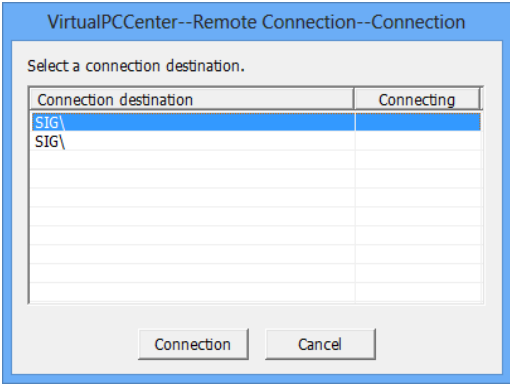 VirtualPCCenter--Remote Connection--Connection
Select a connection destination.
Connection destination Connecting
SIG\
SIG\
Connection Cancel